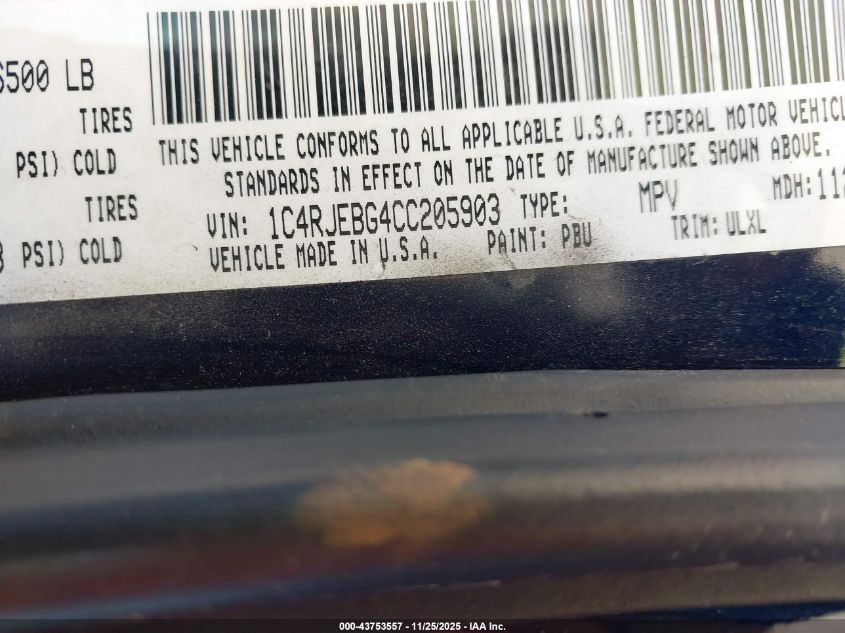 6500 LB
TIRES
PSI) COLD
TIRES
PSI) COLD
THIS VEHICLE CONFORMS TO ALL APPLICABLE U.S.A. FEDERAL MOTOR VEHICL
STANDARDS IN EFFECT ON THE DATE OF MANUFACTURE SHOWN ABOVE.
VIN: 1C4RJEBG4CC205903 TYPE: MPV MDH:112
VEHICLE MADE IN U.S.A. PAINT: PBU TRIM: ULXL
000-43753557 - 11/25/2025 - IAA Inc.